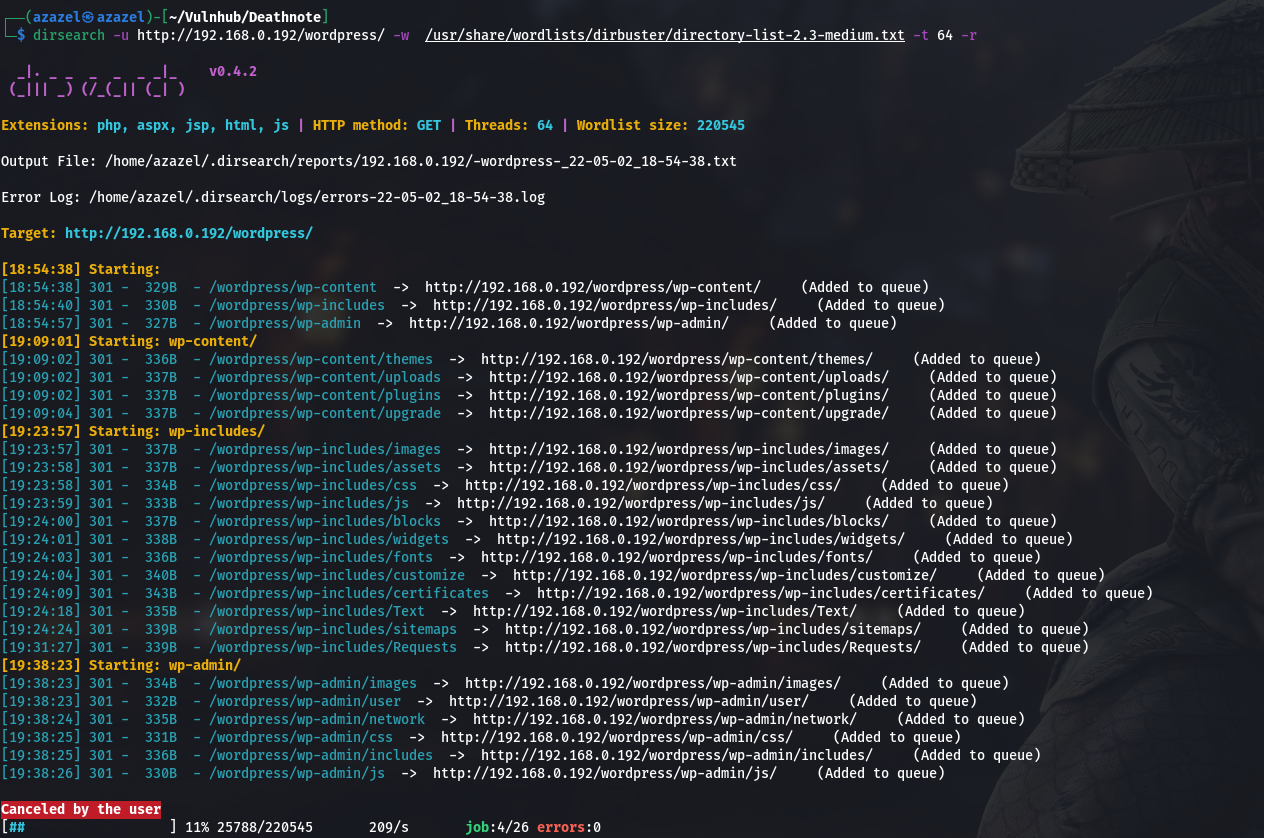 ┌──(azazel㉿azazel)-[~/Vulnhub/Deathnote]
└─$ dirsearch -u http://192.168.0.192/wordpress/ -w  /usr/share/wordlists/dirbuster/directory-list-2.3-medium.txt -t 64 -r
  _|. _ _  _  _  _ _|_    v0.4.2
 (_||| _) (/_(_|| (_| )
Extensions: php, aspx, jsp, html, js | HTTP method: GET | Threads: 64 | Wordlist size: 220545
Output File: /home/azazel/.dirsearch/reports/192.168.0.192/-wordpress-_22-05-02_18-54-38.txt
Error Log: /home/azazel/.dirsearch/logs/errors-22-05-02_18-54-38.log
Target: http://192.168.0.192/wordpress/
[18:54:38] Starting:
[18:54:38] 301 -  329B  - /wordpress/wp-content  ->  http://192.168.0.192/wordpress/wp-content/     (Added to queue)
[18:54:40] 301 -  330B  - /wordpress/wp-includes  ->  http://192.168.0.192/wordpress/wp-includes/     (Added to queue)
[18:54:57] 301 -  327B  - /wordpress/wp-admin  ->  http://192.168.0.192/wordpress/wp-admin/     (Added to queue)
[19:09:01] Starting: wp-content/
[19:09:02] 301 -  336B  - /wordpress/wp-content/themes  ->  http://192.168.0.192/wordpress/wp-content/themes/     (Added to queue)
[19:09:02] 301 -  337B  - /wordpress/wp-content/uploads  ->  http://192.168.0.192/wordpress/wp-content/uploads/     (Added to queue)
[19:09:02] 301 -  337B  - /wordpress/wp-content/plugins  ->  http://192.168.0.192/wordpress/wp-content/plugins/     (Added to queue)
[19:09:04] 301 -  337B  - /wordpress/wp-content/upgrade  ->  http://192.168.0.192/wordpress/wp-content/upgrade/     (Added to queue)
[19:23:57] Starting: wp-includes/
[19:23:57] 301 -  337B  - /wordpress/wp-includes/images  ->  http://192.168.0.192/wordpress/wp-includes/images/     (Added to queue)
[19:23:58] 301 -  337B  - /wordpress/wp-includes/assets  ->  http://192.168.0.192/wordpress/wp-includes/assets/     (Added to queue)
[19:23:58] 301 -  334B  - /wordpress/wp-includes/css  ->  http://192.168.0.192/wordpress/wp-includes/css/     (Added to queue)
[19:23:59] 301 -  333B  - /wordpress/wp-includes/js  ->  http://192.168.0.192/wordpress/wp-includes/js/     (Added to queue)
[19:24:00] 301 -  337B  - /wordpress/wp-includes/blocks  ->  http://192.168.0.192/wordpress/wp-includes/blocks/     (Added to queue)
[19:24:01] 301 -  338B  - /wordpress/wp-includes/widgets  ->  http://192.168.0.192/wordpress/wp-includes/widgets/     (Added to queue)
[19:24:03] 301 -  336B  - /wordpress/wp-includes/fonts  ->  http://192.168.0.192/wordpress/wp-includes/fonts/     (Added to queue)
[19:24:04] 301 -  340B  - /wordpress/wp-includes/customize  ->  http://192.168.0.192/wordpress/wp-includes/customize/     (Added to queue)
[19:24:09] 301 -  343B  - /wordpress/wp-includes/certificates  ->  http://192.168.0.192/wordpress/wp-includes/certificates/     (Added to queue)
[19:24:18] 301 -  335B  - /wordpress/wp-includes/Text  ->  http://192.168.0.192/wordpress/wp-includes/Text/     (Added to queue)
[19:24:24] 301 -  339B  - /wordpress/wp-includes/sitemaps  ->  http://192.168.0.192/wordpress/wp-includes/sitemaps/     (Added to queue)
[19:31:27] 301 -  339B  - /wordpress/wp-includes/Requests  ->  http://192.168.0.192/wordpress/wp-includes/Requests/     (Added to queue)
[19:38:23] Starting: wp-admin/
[19:38:23] 301 -  334B  - /wordpress/wp-admin/images  ->  http://192.168.0.192/wordpress/wp-admin/images/     (Added to queue)
[19:38:23] 301 -  332B  - /wordpress/wp-admin/user  ->  http://192.168.0.192/wordpress/wp-admin/user/     (Added to queue)
[19:38:24] 301 -  335B  - /wordpress/wp-admin/network  ->  http://192.168.0.192/wordpress/wp-admin/network/     (Added to queue)
[19:38:25] 301 -  331B  - /wordpress/wp-admin/css  ->  http://192.168.0.192/wordpress/wp-admin/css/     (Added to queue)
[19:38:25] 301 -  336B  - /wordpress/wp-admin/includes  ->  http://192.168.0.192/wordpress/wp-admin/includes/     (Added to queue)
[19:38:26] 301 -  330B  - /wordpress/wp-admin/js  ->  http://192.168.0.192/wordpress/wp-admin/js/     (Added to queue)
Canceled by the user
[##                  ] 11% 25788/220545       209/s       job:4/26 errors:0